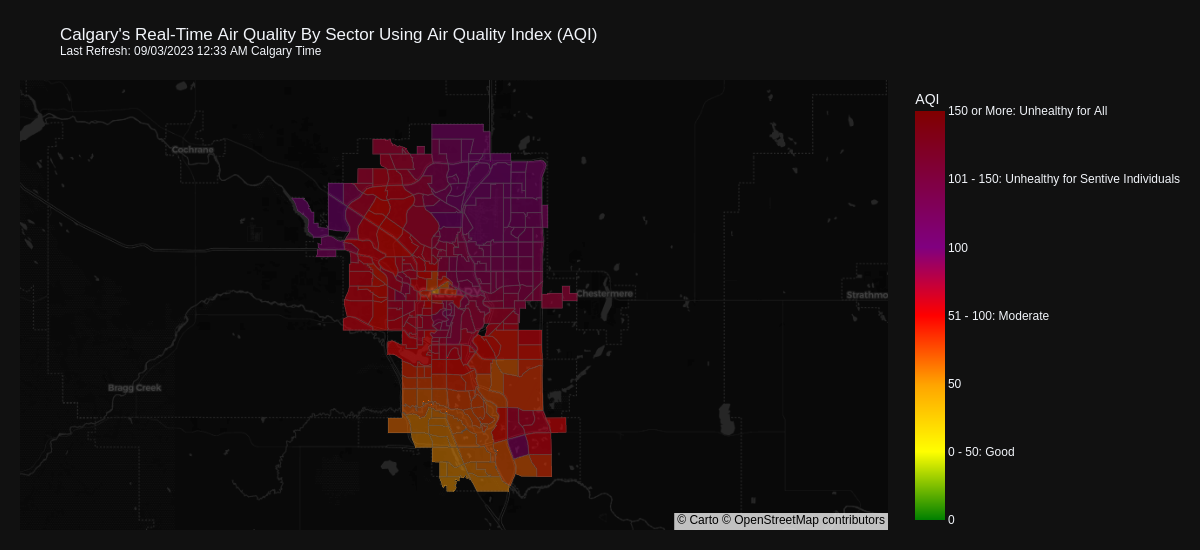 Calgary's Real-Time Air Quality By Sector Using Air Quality Index (AQI)
Last Refresh: 09/03/2023 12:33 AM Calgary Time
AQI
150 or More: Unhealthy for All
Cochrane
101 - 150: Unhealthy for Sentive Individuals
100
CALGARY
Chestermere
Strathmo
51 - 100: Moderate
50
Bragg Creek
0 - 50: Good
0
© Carto © OpenStreetMap contributors